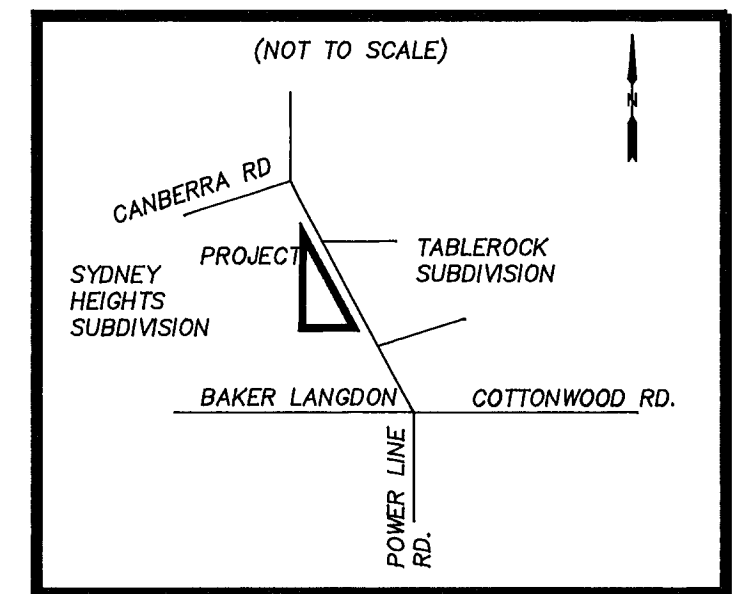 (NOT TO SCALE)
N
CANBERRA RD
PROJECT
TABLEROCK
SUBDIVISION
SYDNEY
HEIGHTS
SUBDIVISION
BAKER LANGDON
COTTONWOOD RD.
POWER LINE
RD.